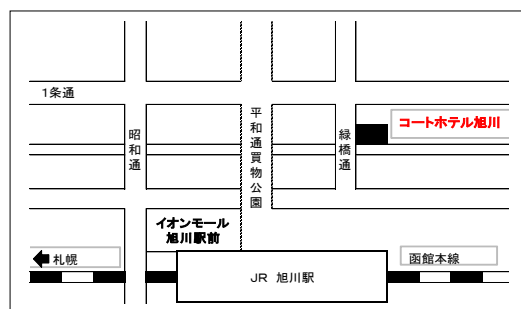 1条通
コートホテル旭川
昭和通
平和通買物公園
緑橋通
イオンモール
旭川駅前
札幌
函館本線
JR 旭川駅